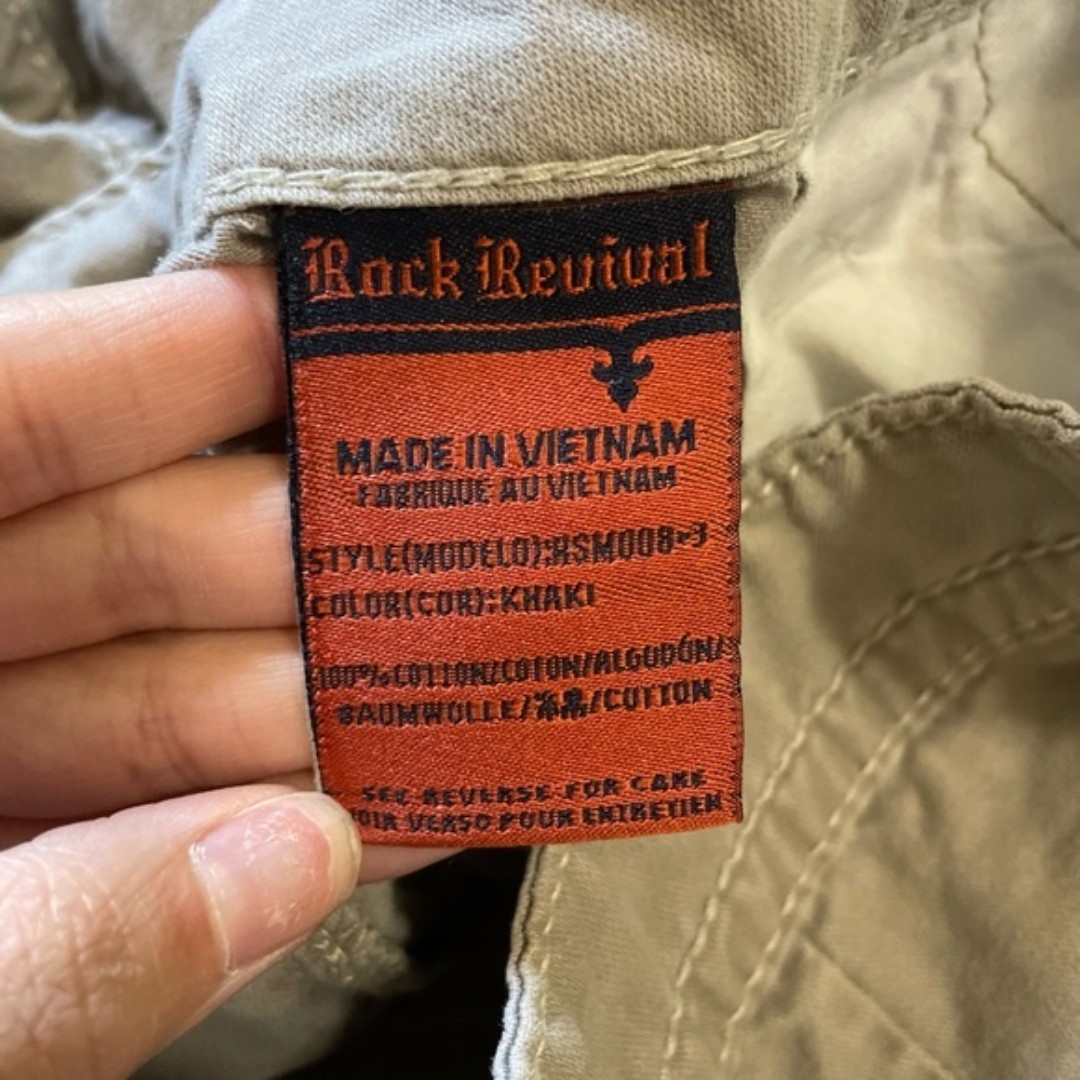 Rock Revival
MADE IN VIETNAM
FABRIQUE AU VIETNAM
STYLE(MODELO):RSM008-3
COLOR(COR):KHAKI
100%COTTON/COTON/ALGODÓN/
BAUMWOLLE/COTTON
SEE REVERSE FOR CARE
VOIR VERSO POUR ENTRETIEN